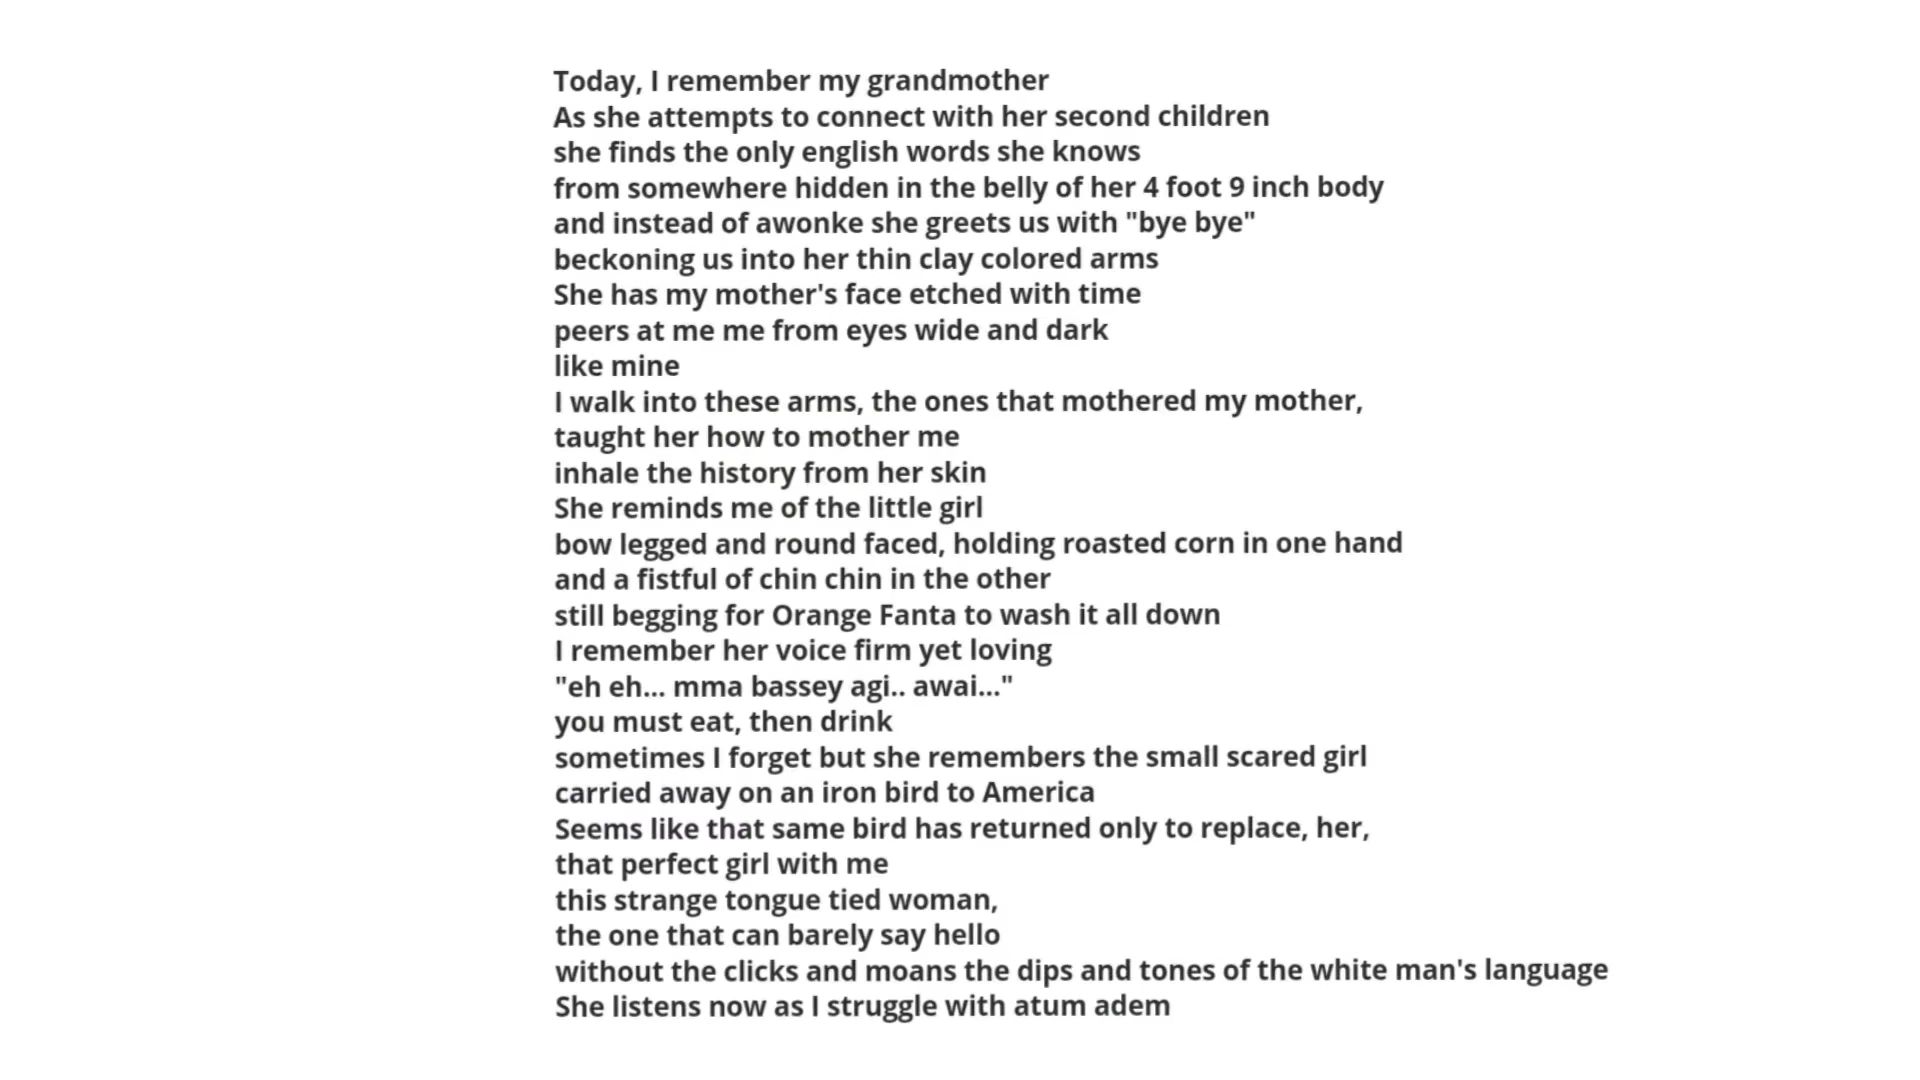 Today, I remember my grandmother
As she attempts to connect with her second children
she finds the only english words she knows
from somewhere hidden in the belly of her 4 foot 9 inch body
and instead of awonke she greets us with "bye bye"
beckoning us into her thin clay colored arms
She has my mother's face etched with time
peers at me me from eyes wide and dark
like mine
I walk into these arms, the ones that mothered my mother,
taught her how to mother me
inhale the history from her skin
She reminds me of the little girl
bow legged and round faced, holding roasted corn in one hand
and a fistful of chin chin in the other
still begging for Orange Fanta to wash it all down
I remember her voice firm yet loving
"eh eh... mma bassey agi.. awai..."
you must eat, then drink
sometimes I forget but she remembers the small scared girl
carried away on an iron bird to America
Seems like that same bird has returned only to replace, her,
that perfect girl with me
this strange tongue tied woman,
the one that can barely say hello
without the clicks and moans the dips and tones of the white man's language
She listens now as I struggle with atum adem